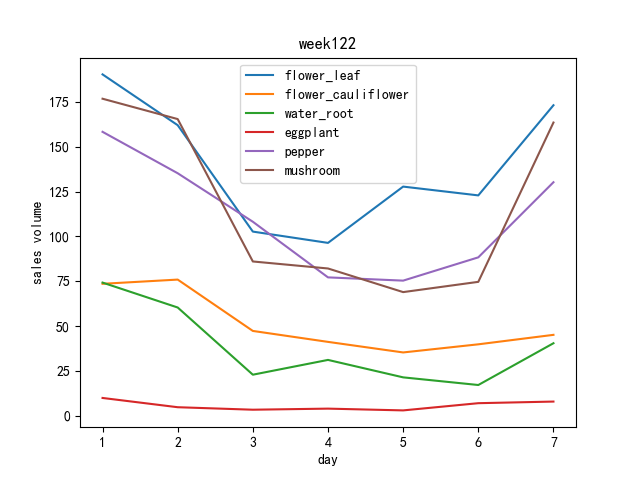 week122
flower_leaf
flower_cauliflower
water_root
eggplant
pepper
mushroom
sales volume
175
150
125
100
75
50
25
0
1 2 3 4 5 6 7
day